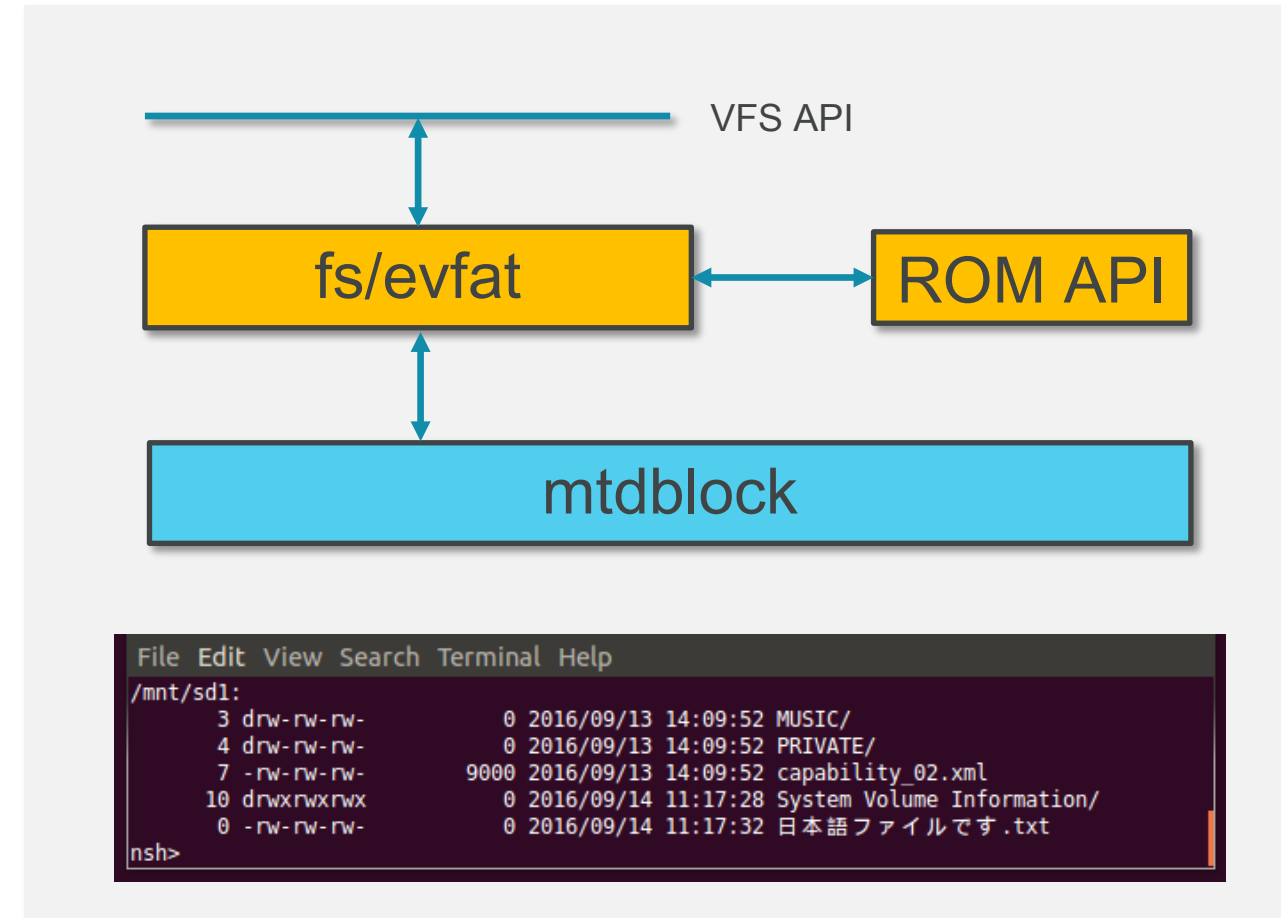 VFS API
fs/evfat
ROM API
mtdblock
File Edit View Search Terminal Help
/mnt/sd1:
3 drw-rw-rw- 0 2016/09/13 14:09:52 MUSIC/
4 drw-rw-rw- 0 2016/09/13 14:09:52 PRIVATE/
7 -rw-rw-rw- 9000 2016/09/13 14:09:52 capability_02.xml
10 drwxrwxrwx 0 2016/09/14 11:17:28 System Volume Information/
0 -rw-rw-rw- 0 2016/09/14 11:17:32 日本語ファイルです.txt
nsh>